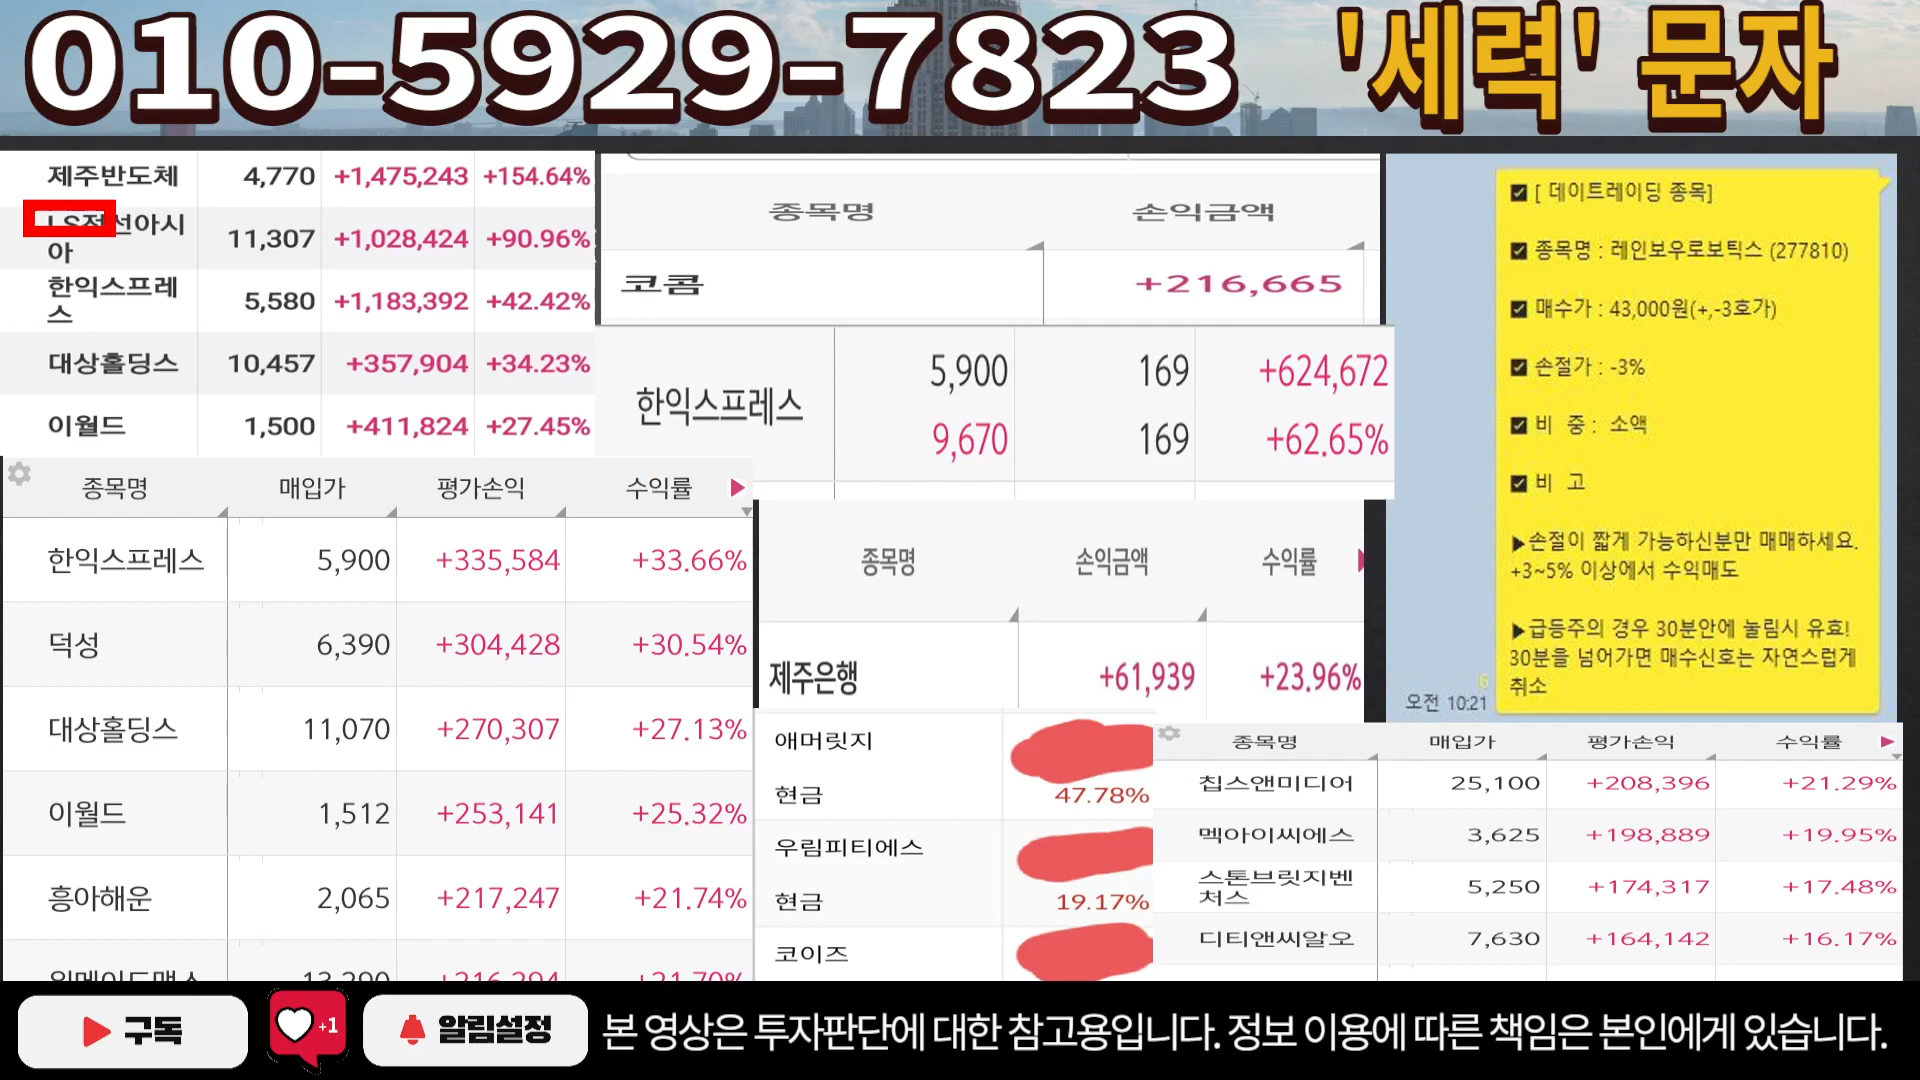 010-5929-7823 '세력' 문자
제주반도체 4,770 +1,475,243 +154.64%
LS전선아시아 11,307 +1,028,424 +90.96%
한익스프레스 5,580 +1,183,392 +42.42%
대상홀딩스 10,457 +357,904 +34.23%
이월드 1,500 +411,824 +27.45%
종목명 손익금액
코콤 +216,665
한익스프레스 5,900 169 +624,672
9,670 169 +62.65%
종목명 매입가 평가손익 수익률
한익스프레스 5,900 +335,584 +33.66%
덕성 6,390 +304,428 +30.54%
대상홀딩스 11,070 +270,307 +27.13%
이월드 1,512 +253,141 +25.32%
흥아해운 2,065 +217,247 +21.74%
종목명 손익금액 수익률
제주은행 +61,939 +23.96%
애머릿지
현금 47.78%
우림피티에스
현금 19.17%
코이즈
[ 데이트레이딩 종목]
종목명 : 레인보우로보틱스 (277810)
매수가 : 43,000원(+,-3호가)
손절가 : -3%
비 중 : 소액
비 고
▶손절이 짧게 가능하신분만 매매하세요.
+3~5% 이상에서 수익매도
▶급등주의 경우 30분안에 눌림시 유효!
30분을 넘어가면 매수신호는 자연스럽게
취소
6
오전 10:21
종목명 매입가 평가손익 수익률
칩스앤미디어 25,100 +208,396 +21.29%
멕아이씨에스 3,625 +198,889 +19.95%
스톤브릿지벤
처스 5,250 +174,317 +17.48%
디티앤씨알오 7,630 +164,142 +16.17%
구독 +1 알림설정 본 영상은 투자판단에 대한 참고용입니다. 정보 이용에 따른 책임은 본인에게 있습니다.